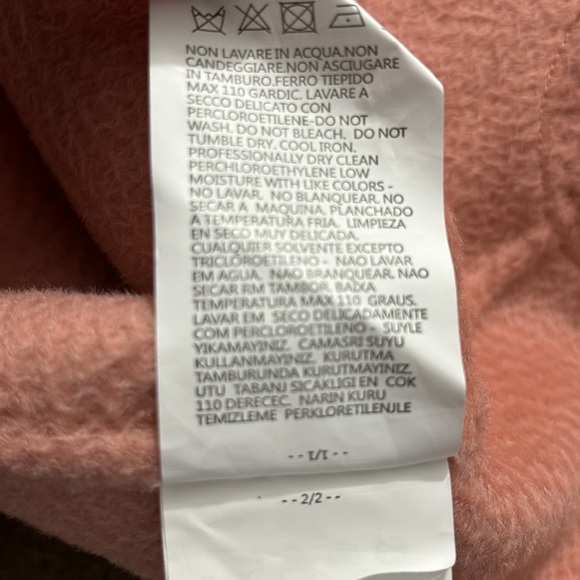 NON LAVARE IN ACQUA.NON
CANDEGGIARE.NON ASCIUGARE
IN TAMBURO.FERRO TIEPIDO
MAX 110 GARDIC. LAVARE A
SECCO DELICATO CON
PERCLOROETILENE-DO NOT
WASH. DO NOT BLEACH. DO NOT
TUMBLE DRY. COOL IRON.
PROFESSIONALLY DRY CLEAN
PERCHLOROETHYLENE LOW
MOISTURE WITH LIKE COLORS -
NO LAVAR. NO BLANQUEAR. NO
SECAR A MAQUINA. PLANCHADO
A TEMPERATURA FRIA. LIMPIEZA
EN SECO MUY DELICADA.
CUALQUIER SOLVENTE EXCEPTO
TRICLOROETILENO - NAO LAVAR
EM AGUA. NAO BRANQUEAR. NAO
SECAR RM TAMBOR. BAIXA
TEMPERATURA MAX 110 GRAUS.
LAVAR EM SECO DELICADAMENTE
COM PERCLOROETILENO - SUYLE
YIKAMAYINIZ. CAMASRI SUYU
KULLANMAYINIZ. KURUTMA
TAMBURUNDA KURUTMAYINIZ.
UTU TABANJ SICAKLIGI EN COK
110 DERECEC. NARIN KURU
TEMIZLEME PERKLORETILENJLE
--1/1--
--2/2--